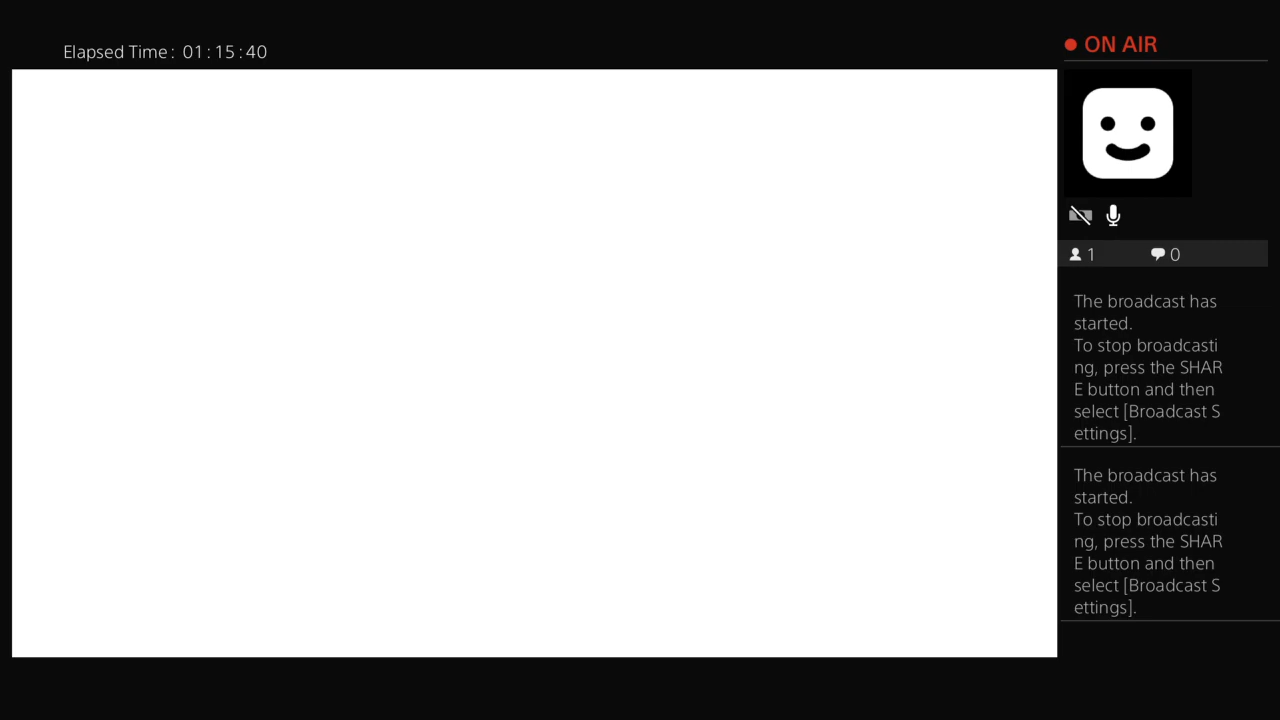 Elapsed Time: 01:15:40
ON AIR
1 0
The broadcast has
started.
To stop broadcasti
ng, press the SHAR
E button and then
select [Broadcast S
ettings].
The broadcast has
started.
To stop broadcasti
ng, press the SHAR
E button and then
select [Broadcast S
ettings].